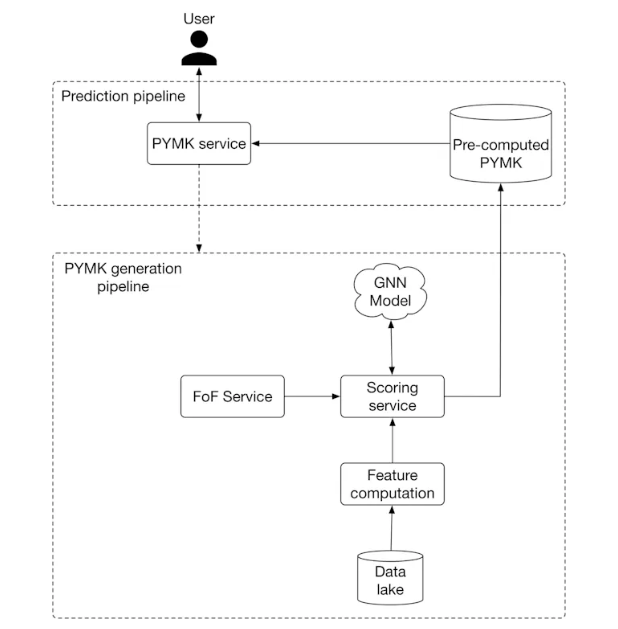 User
Prediction pipeline
PYMK service
Pre-computed
PYMK
PYMK generation
pipeline
GNN
Model
FoF Service
Scoring
service
Feature
computation
Data
lake